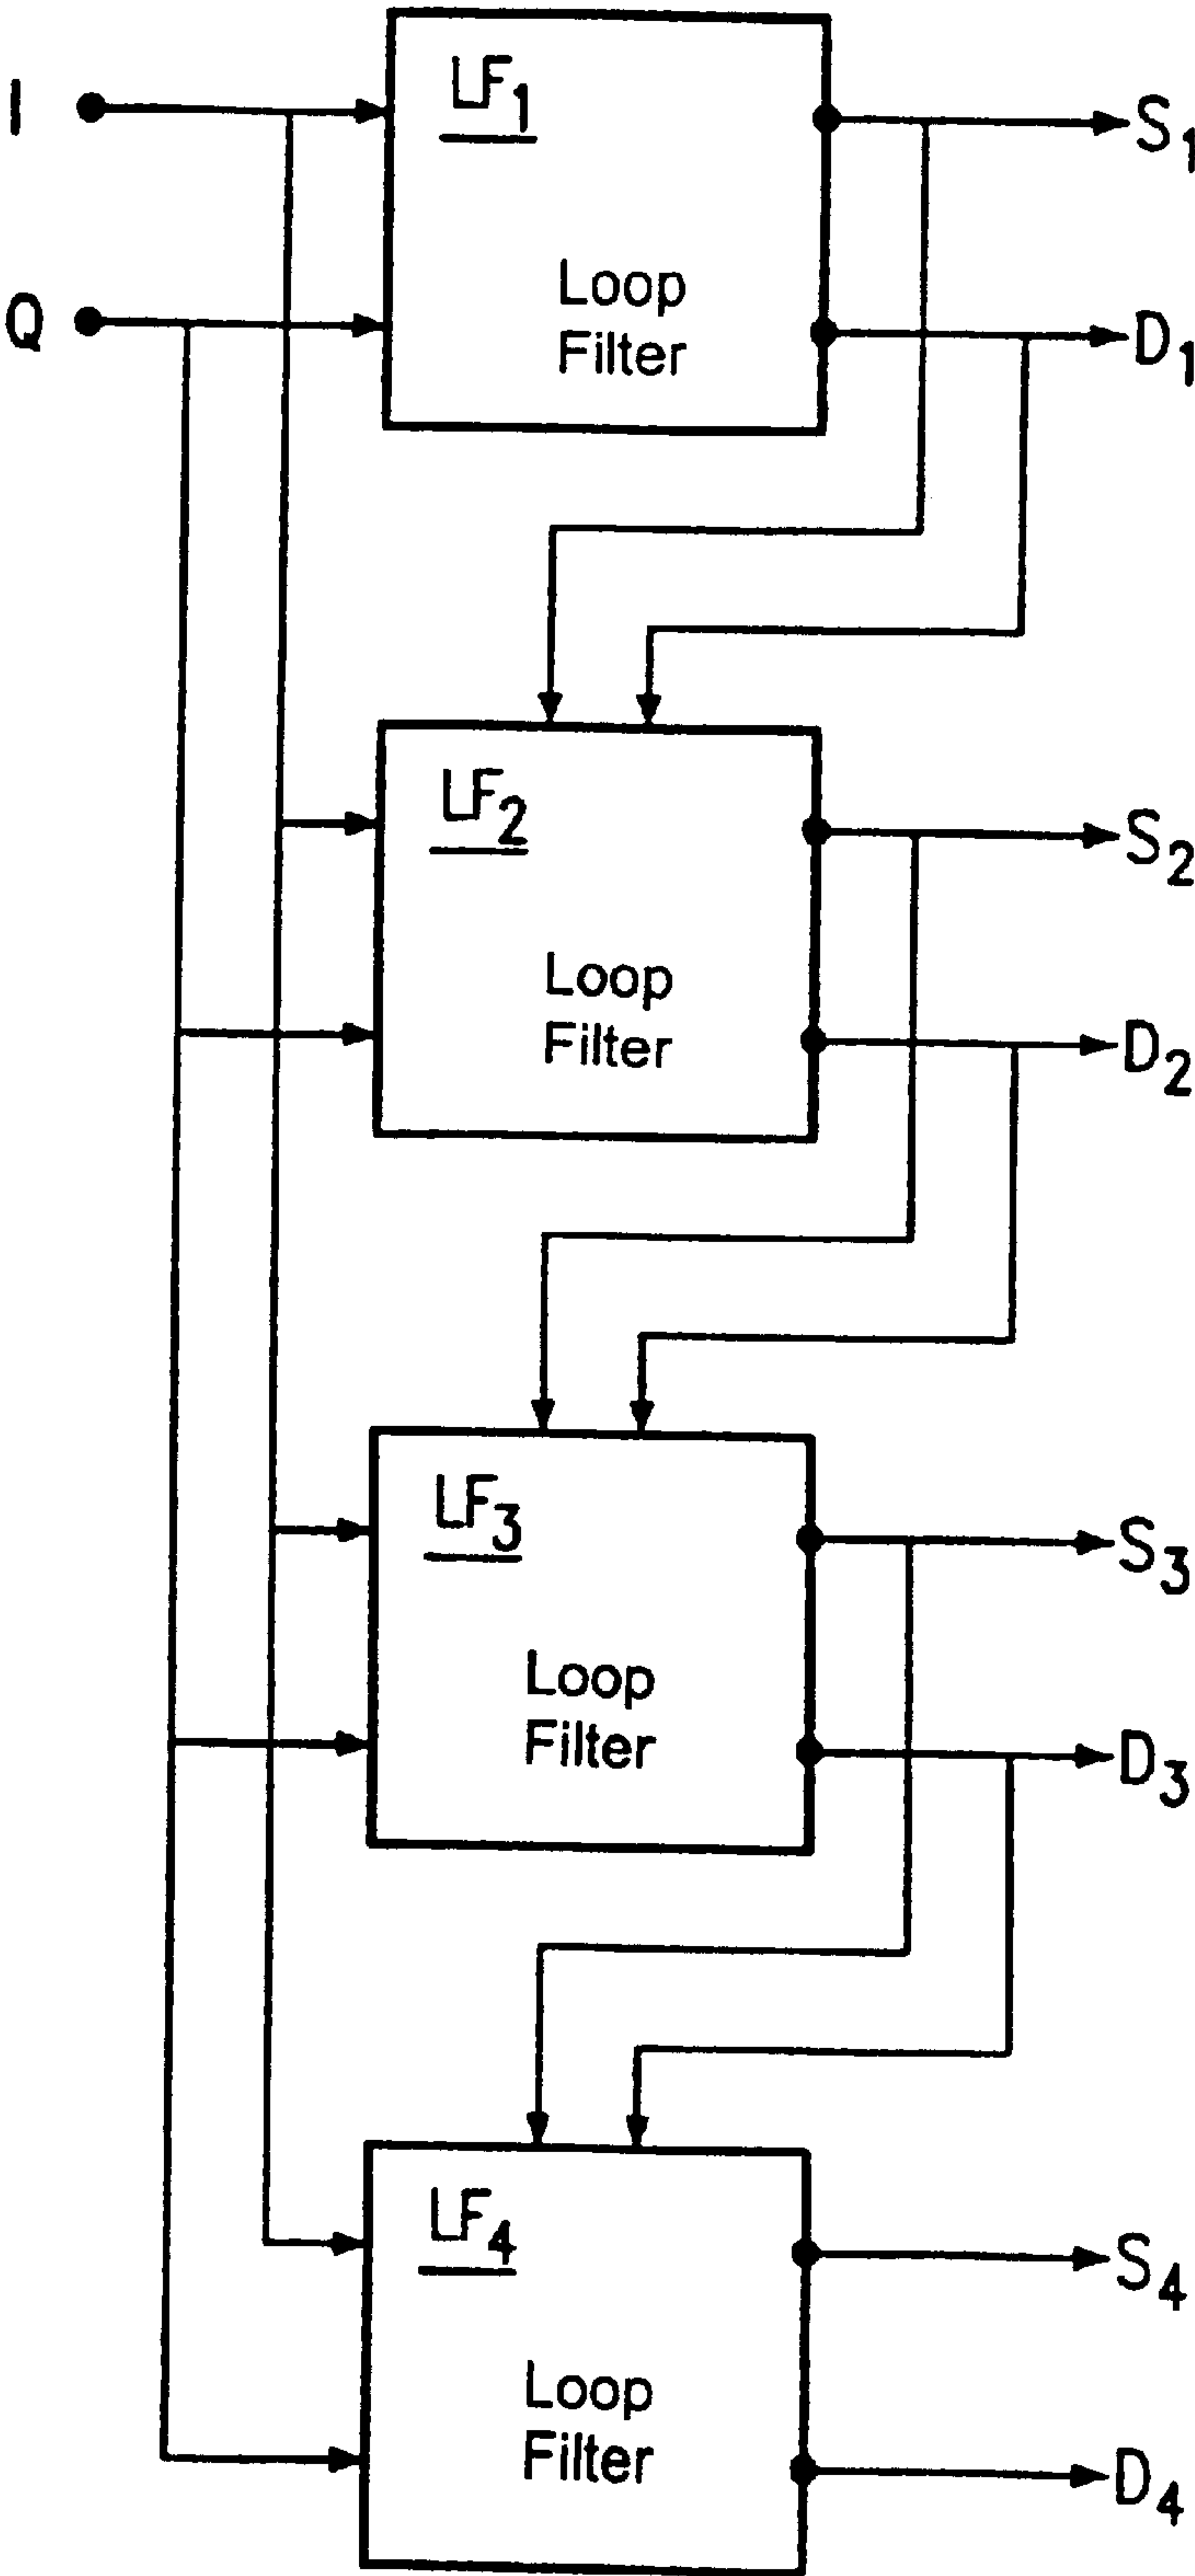 I
Q
LF₁
Loop
Filter
S₁
D₁
LF₂
Loop
Filter
S₂
D₂
LF₃
Loop
Filter
S₃
D₃
LF₄
Loop
Filter
S₄
D₄